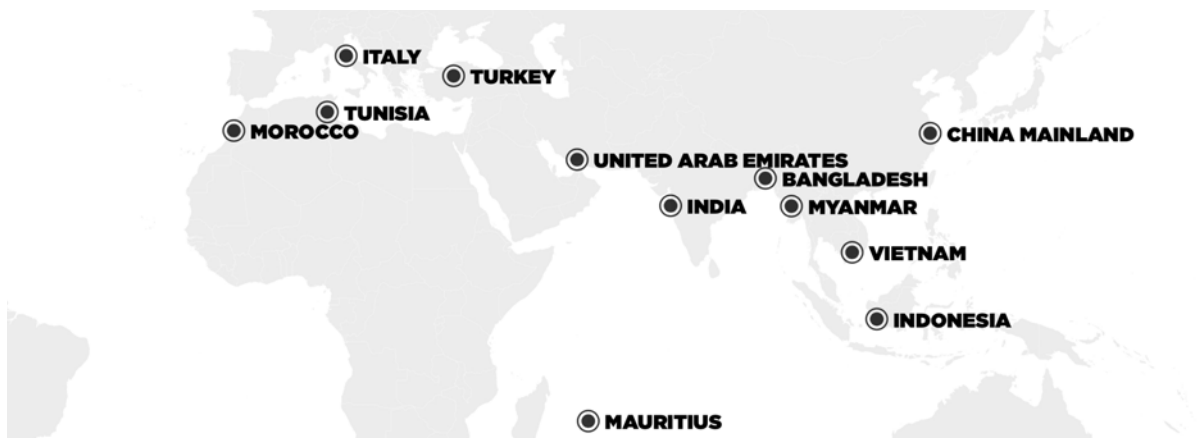 ITALY
TURKEY
TUNISIA
MOROCCO
CHINA MAINLAND
UNITED ARAB EMIRATES
BANGLADESH
INDIA
MYANMAR
VIETNAM
INDONESIA
MAURITIUS